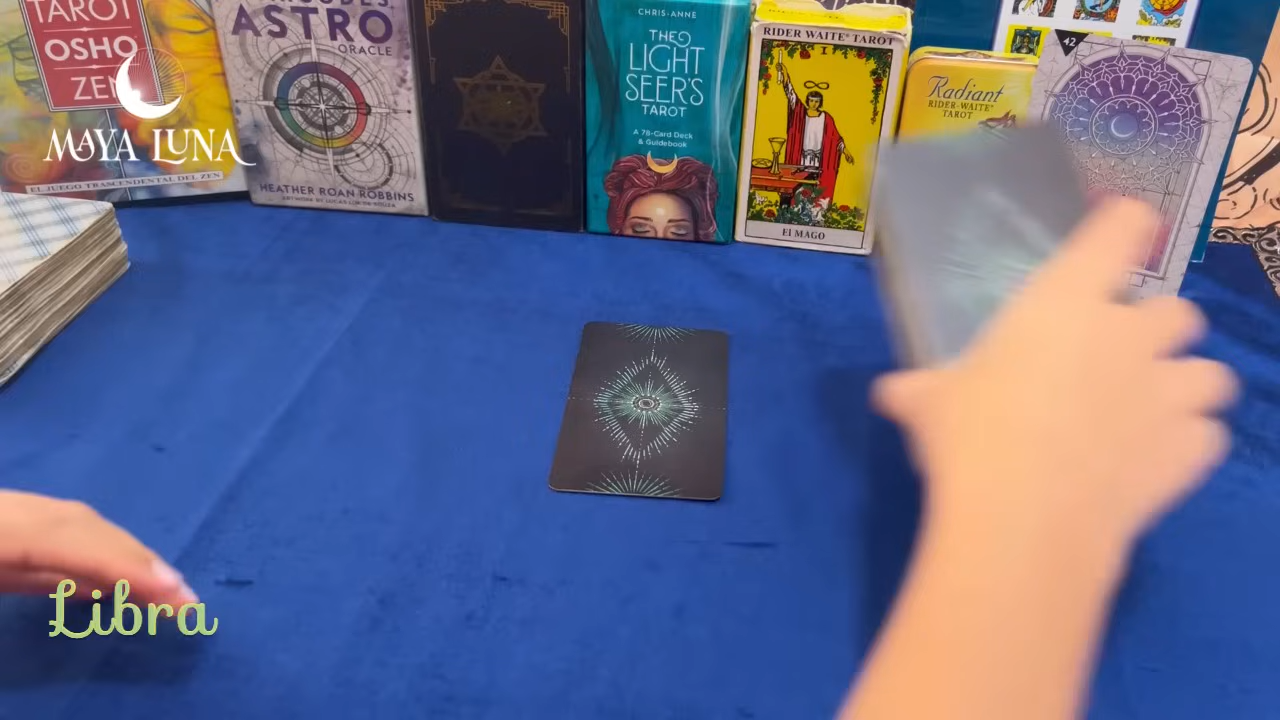 TAROT
OSHO
ZEN
EL JUEGO TRASCENDENTAL DEL ZEN
MAYA LUNA
ASTRO
ORACLE
HEATHER ROAN ROBBINS
CHRIS-ANNE
THE
LIGHT
SEER'S
TAROT
A 78-Card Deck
& Guidebook
RIDER WAITE TAROT
I
El MAGO
Radiant
RIDER-WAITE
TAROT
42
Libra